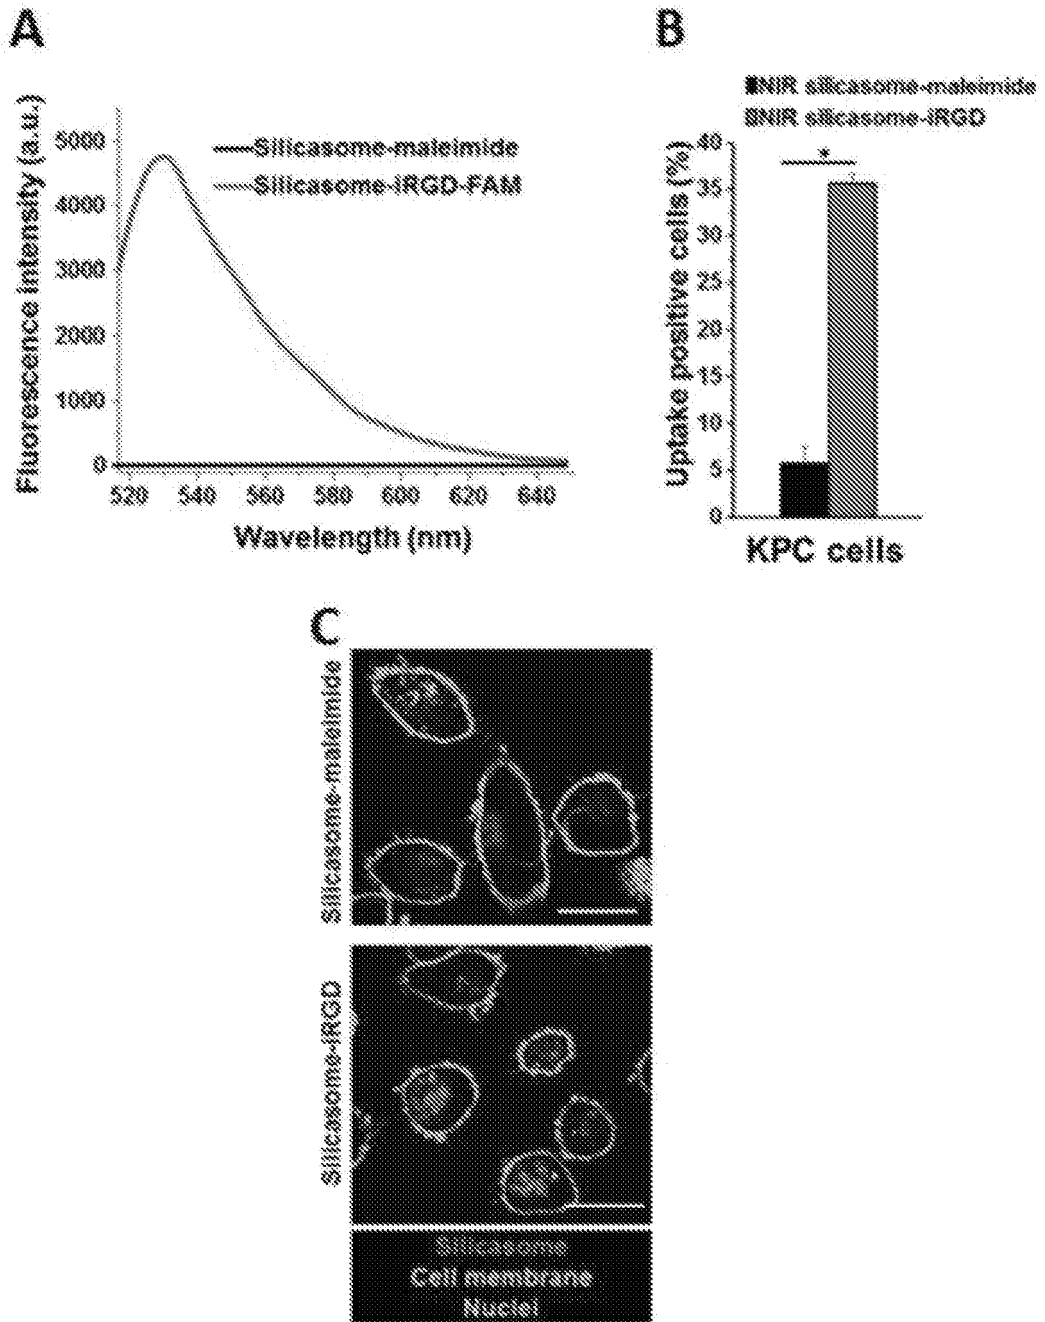 A
Fluorescence intensity (a.u.)
5000
4000
3000
2000
1000
0
Silicasome-maleimide
Silicasome-iRGD-FAM
520 540 560 580 600 620 640
Wavelength (nm)
B
NIR silicasome-maleimide
NIR silicasome-iRGD
Uptake positive cells (%)
40
35
30
25
20
15
10
5
0
*
KPC cells
C
Silicasome-maleimide
Silicasome-iRGD
Silicasome
Cell membrane
Nuclei